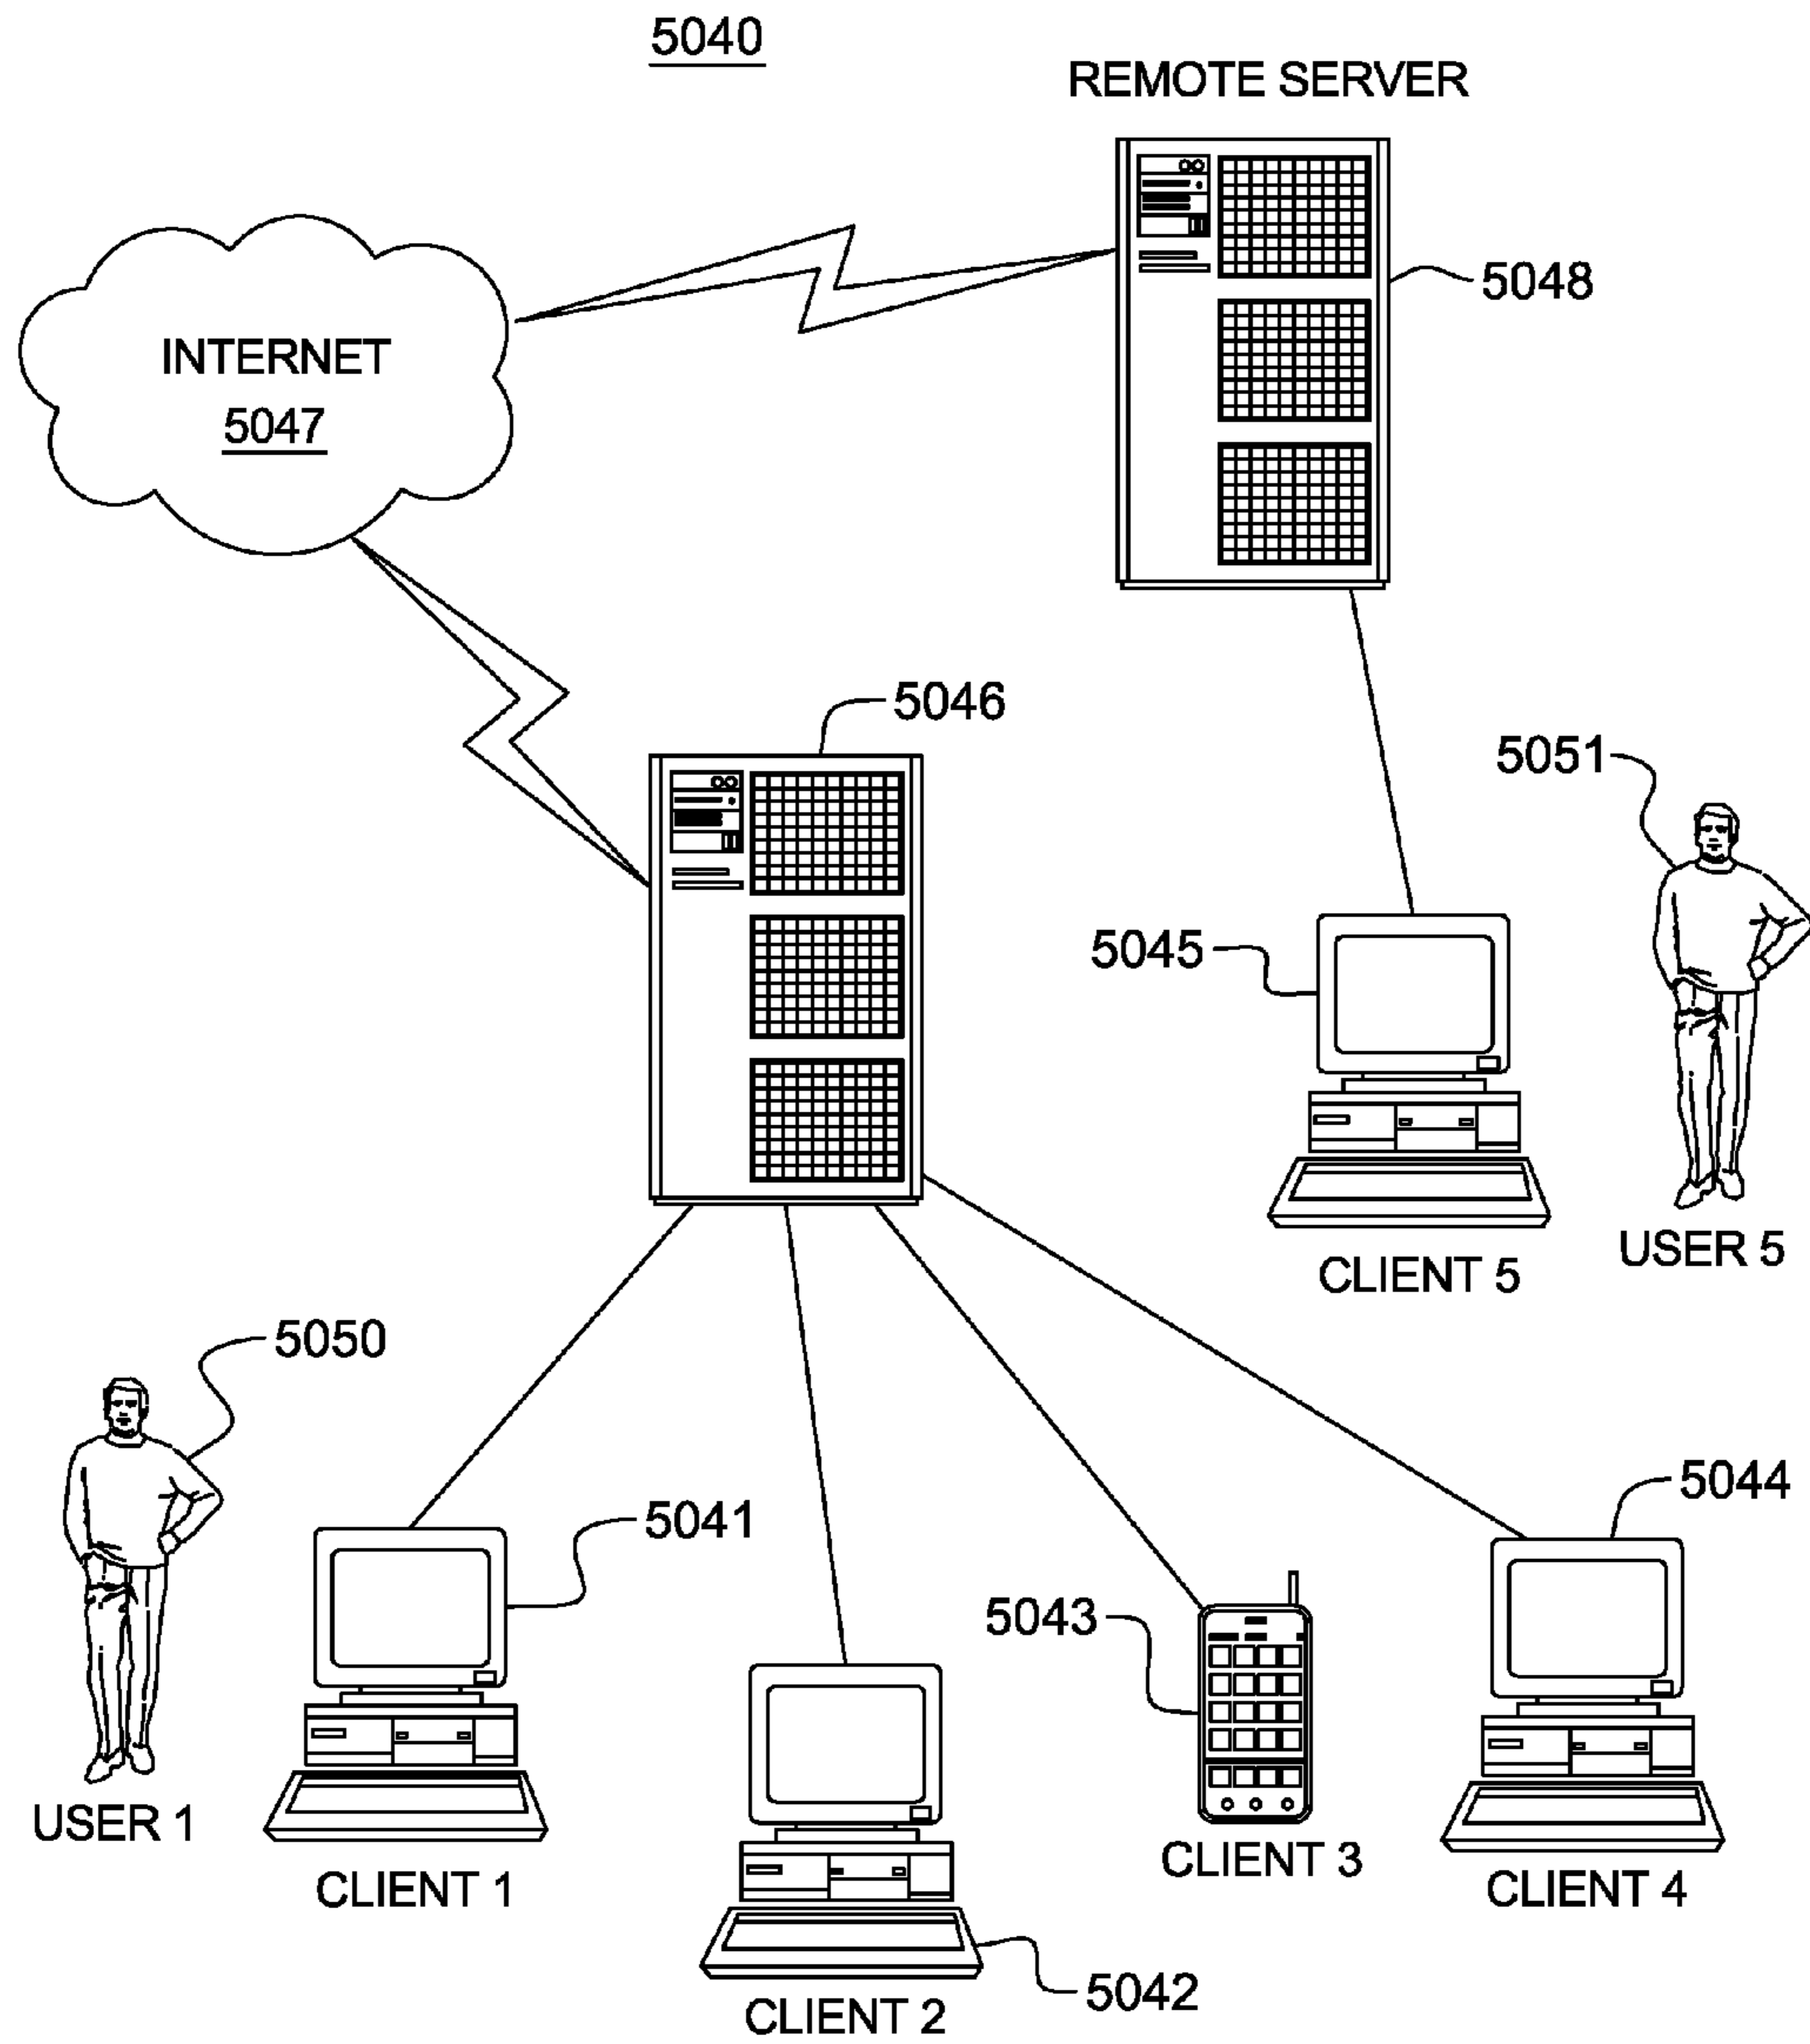 5040
REMOTE SERVER
5048
INTERNET
5047
5046
5051
5045
USER 5
CLIENT 5
5050
5044
5041
5043
USER 1
CLIENT 3
CLIENT 1
CLIENT 4
5042
CLIENT 2